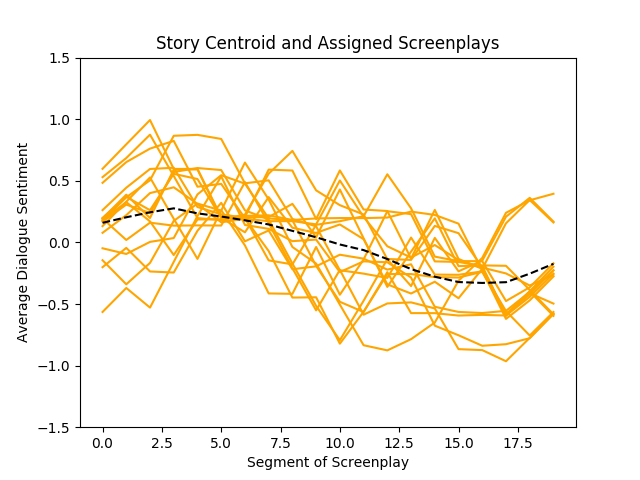 Story Centroid and Assigned Screenplays
1.5
1.0
0.5
0.0
−0.5
−1.0
−1.5
Average Dialogue Sentiment
0.0 2.5 5.0 7.5 10.0 12.5 15.0 17.5
Segment of Screenplay